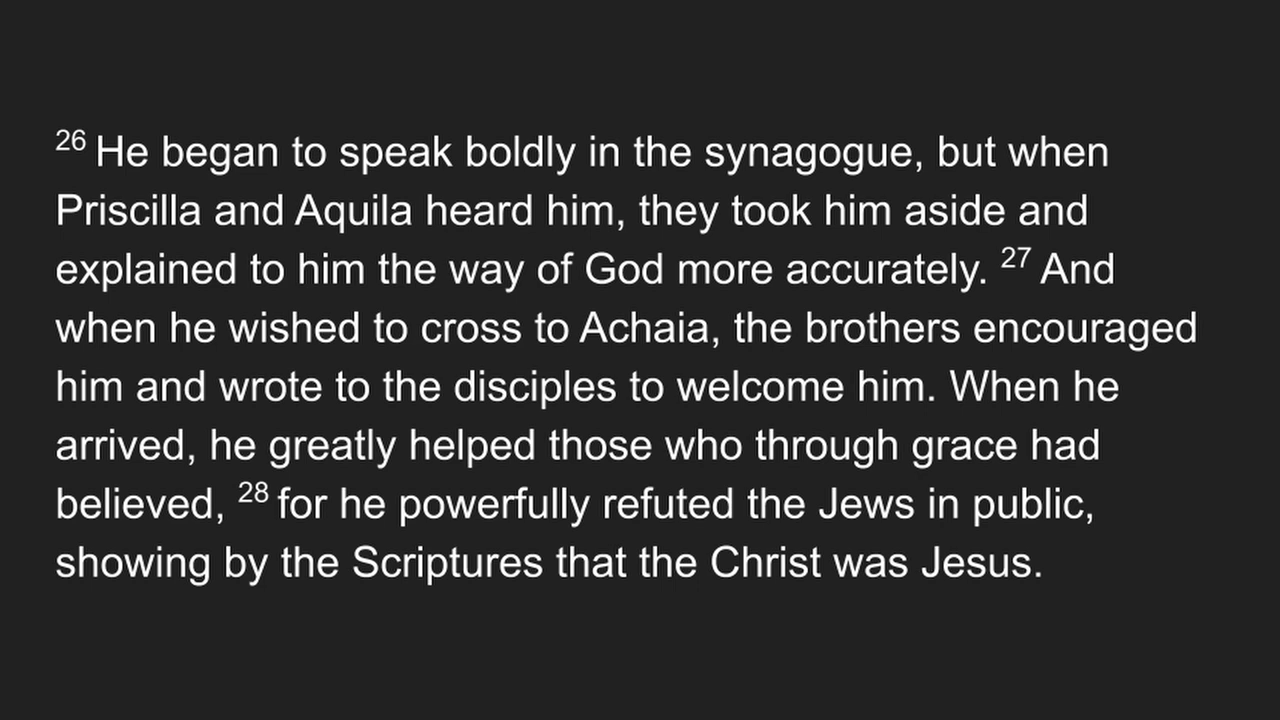 26 He began to speak boldly in the synagogue, but when
Priscilla and Aquila heard him, they took him aside and
explained to him the way of God more accurately. 27 And
when he wished to cross to Achaia, the brothers encouraged
him and wrote to the disciples to welcome him. When he
arrived, he greatly helped those who through grace had
believed, 28 for he powerfully refuted the Jews in public,
showing by the Scriptures that the Christ was Jesus.